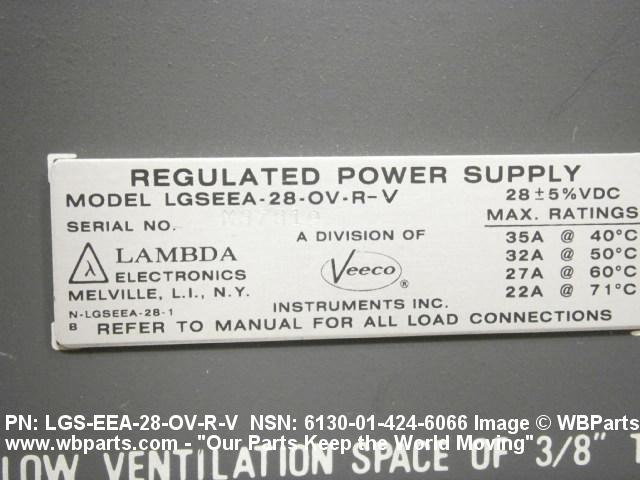 REGULATED POWER SUPPLY
MODEL LGSEEA-28-OV-R-V 28±5%VDC
SERIAL NO. MAX. RATINGS
35A @ 40°C
32A @ 50°C
27A @ 60°C
22A @ 71°C
λ LAMBDA
ELECTRONICS
MELVILLE, L.I., N.Y.
A DIVISION OF
Veeco ®
INSTRUMENTS INC.
N-LGSEEA-28-1
B REFER TO MANUAL FOR ALL LOAD CONNECTIONS
PN: LGS-EEA-28-OV-R-V NSN: 6130-01-424-6066 Image © WBParts
www.wbparts.com - "Our Parts Keep the World Moving"
LOW VENTILATION SPACE OF 3/8"